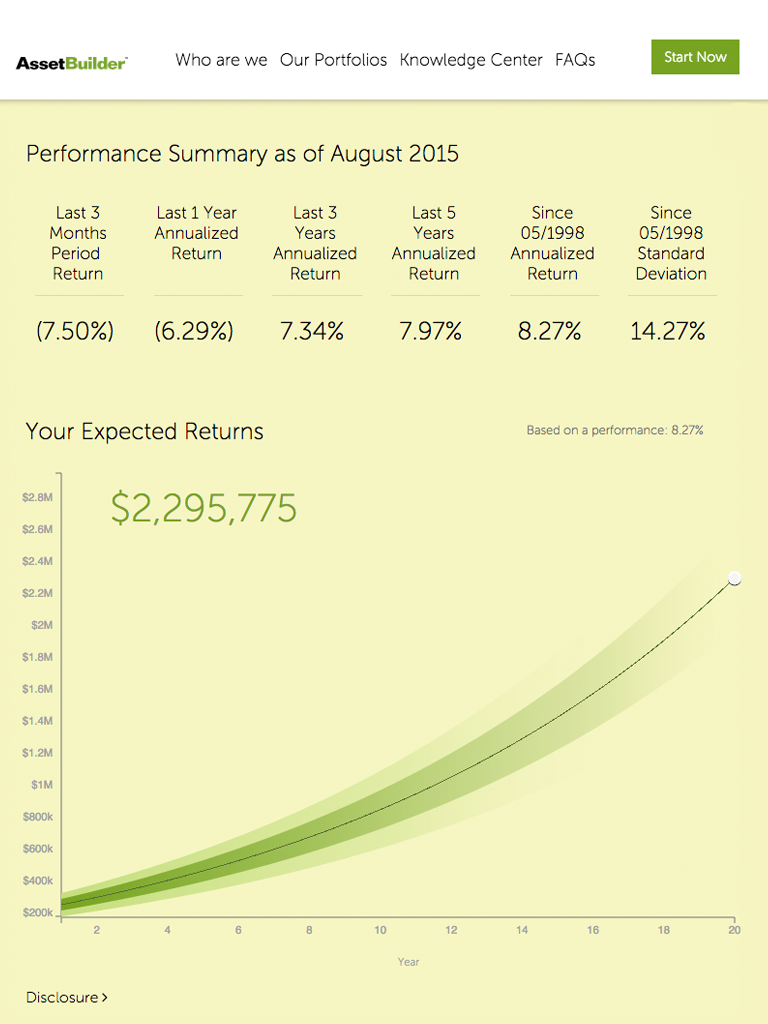 AssetBuilder™ Who are we Our Portfolios Knowledge Center FAQs Start Now
Performance Summary as of August 2015
Last 3
Months
Period
Return
(7.50%)
Last 1 Year
Annualized
Return
(6.29%)
Last 3
Years
Annualized
Return
7.34%
Last 5
Years
Annualized
Return
7.97%
Since
05/1998
Annualized
Return
8.27%
Since
05/1998
Standard
Deviation
14.27%
Your Expected Returns
Based on a performance: 8.27%
$2,295,775
$2.8M
$2.6M
$2.4M
$2.2M
$2M
$1.8M
$1.6M
$1.4M
$1.2M
$1M
$800k
$600k
$400k
$200k
2 4 6 8 10 12 14 16 18 20
Year
Disclosure >